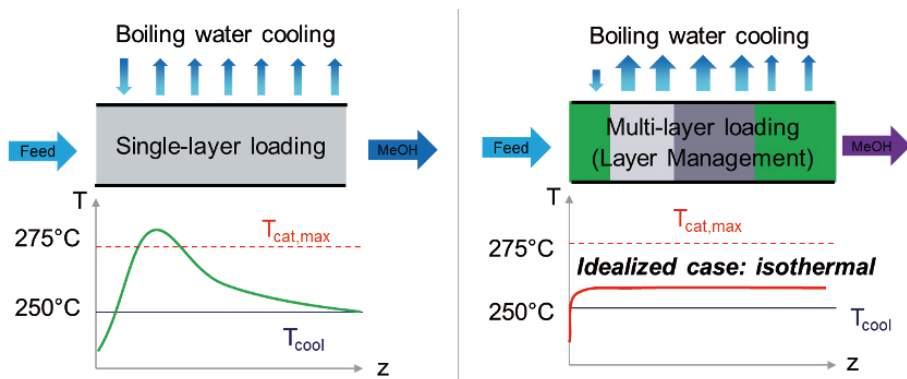 Boiling water cooling
Feed
Single-layer loading
MeOH
T
275°C
T_cat,max
250°C
T_cool
z
Boiling water cooling
Feed
Multi-layer loading
(Layer Management)
MeOH
T
T_cat,max
275°C
Idealized case: isothermal
250°C
T_cool
z